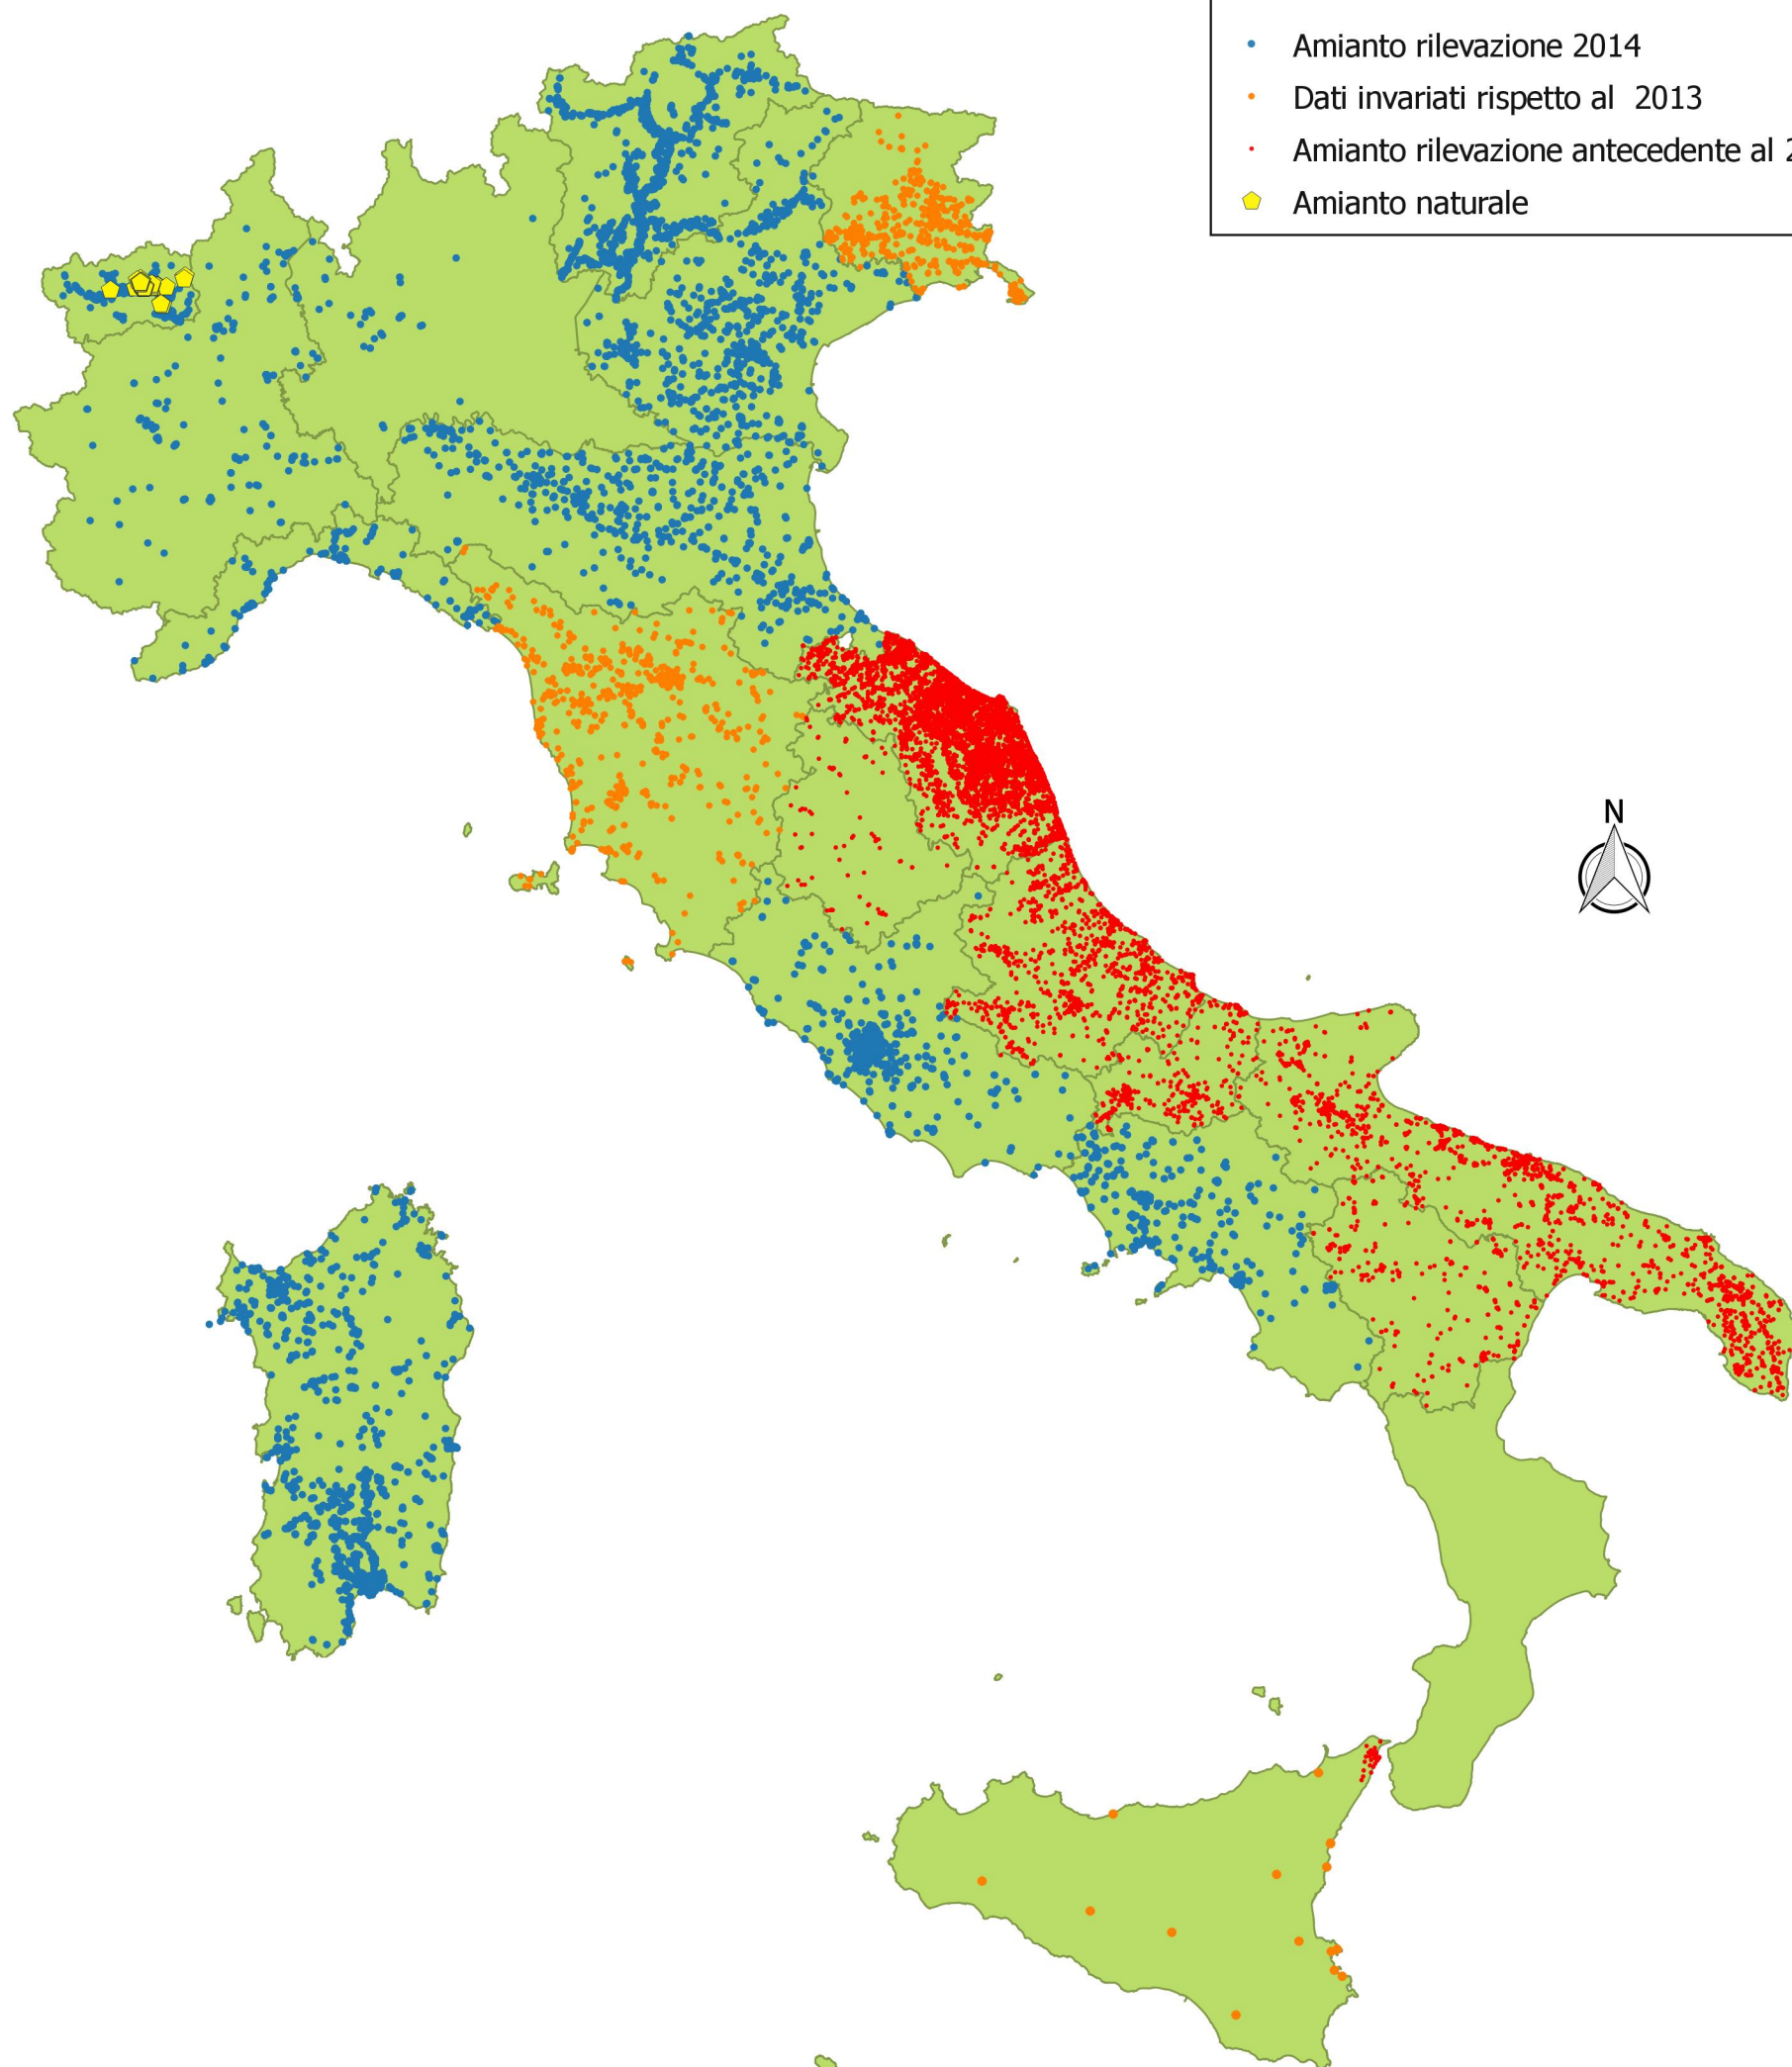 Amianto rilevazione 2014
Dati invariati rispetto al  2013
Amianto rilevazione antecedente al
Amianto naturale
N